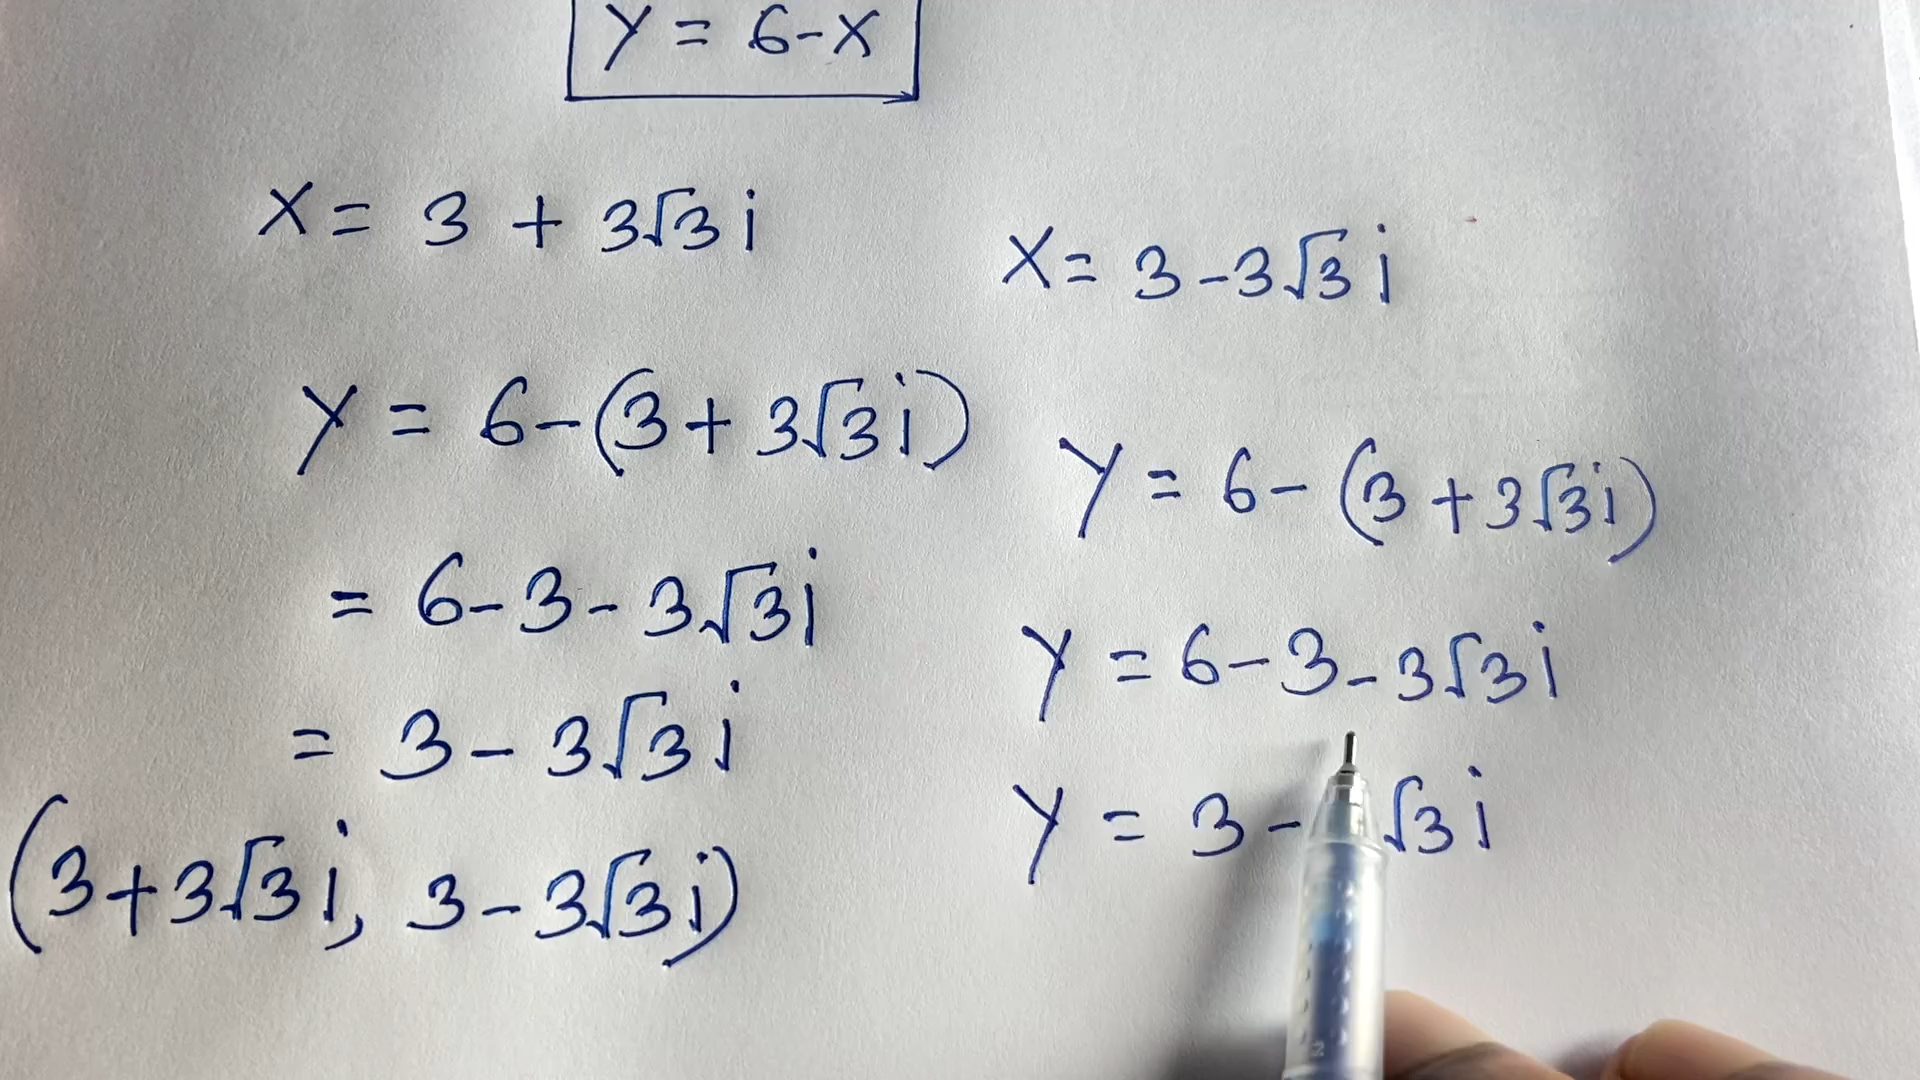 y = 6-x
x = 3 + 3√3 i
y = 6-(3 + 3√3 i)
= 6-3-3√3 i
= 3-3√3 i
(3+3√3 i, 3-3√3 i)
x = 3-3√3 i
y = 6-(3+3√3 i)
y = 6-3-3√3 i
y = 3- √3 i